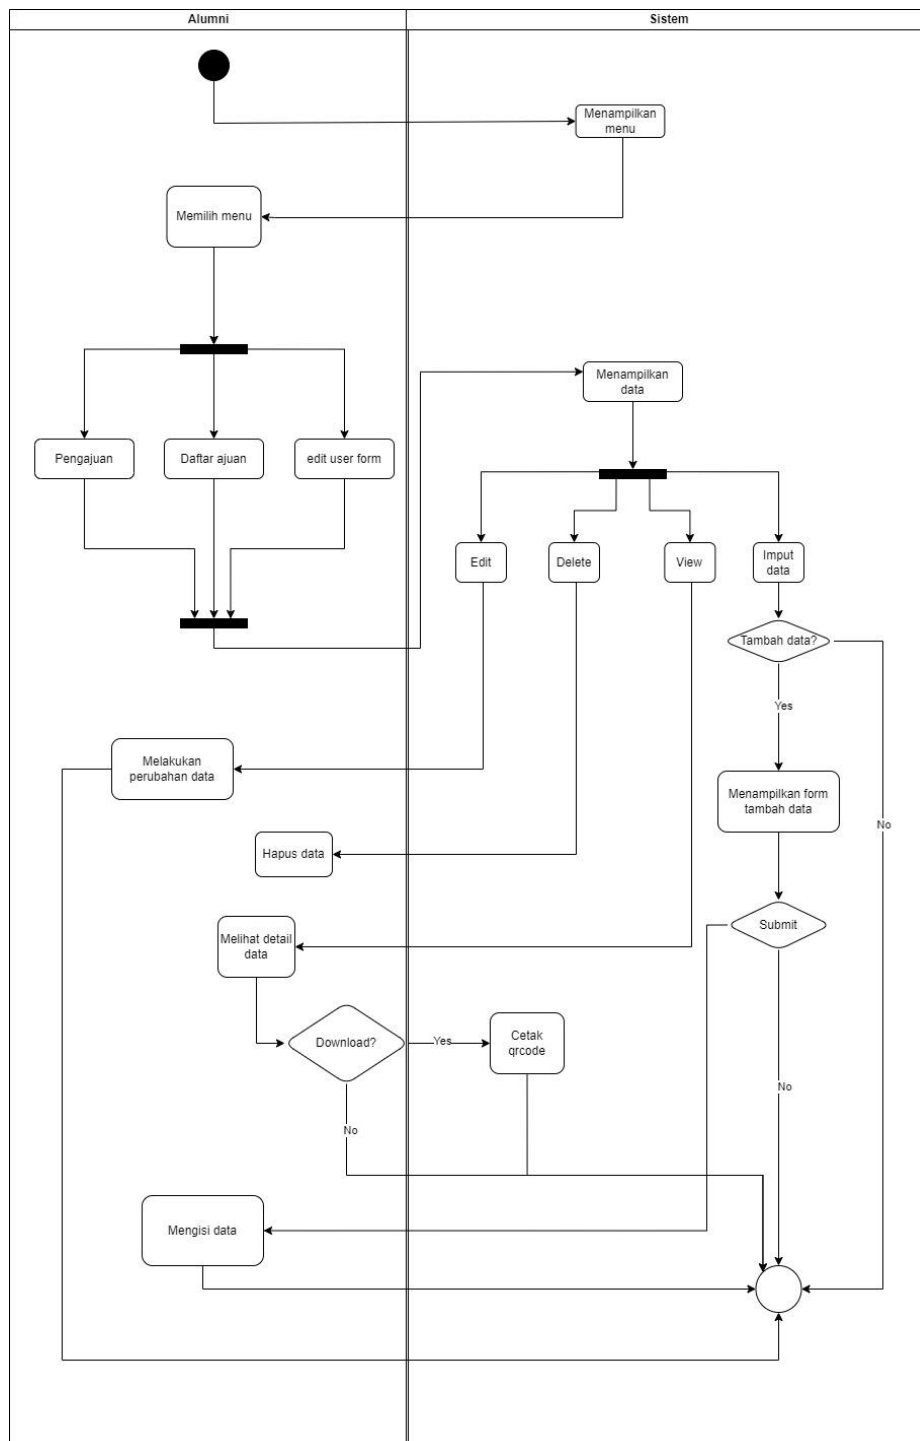 Alumni
Sistem
Menampilkan
menu
Memilih menu
Menampilkan
data
Pengajuan
Daftar ajuan
edit user form
Edit
Delete
View
Imput
data
Tambah data?
Yes
Melakukan
perubahan data
Menampilkan form
tambah data
No
Hapus data
Submit
Melihat detail
data
Download?
Yes
Cetak
qrcode
No
No
Mengisi data